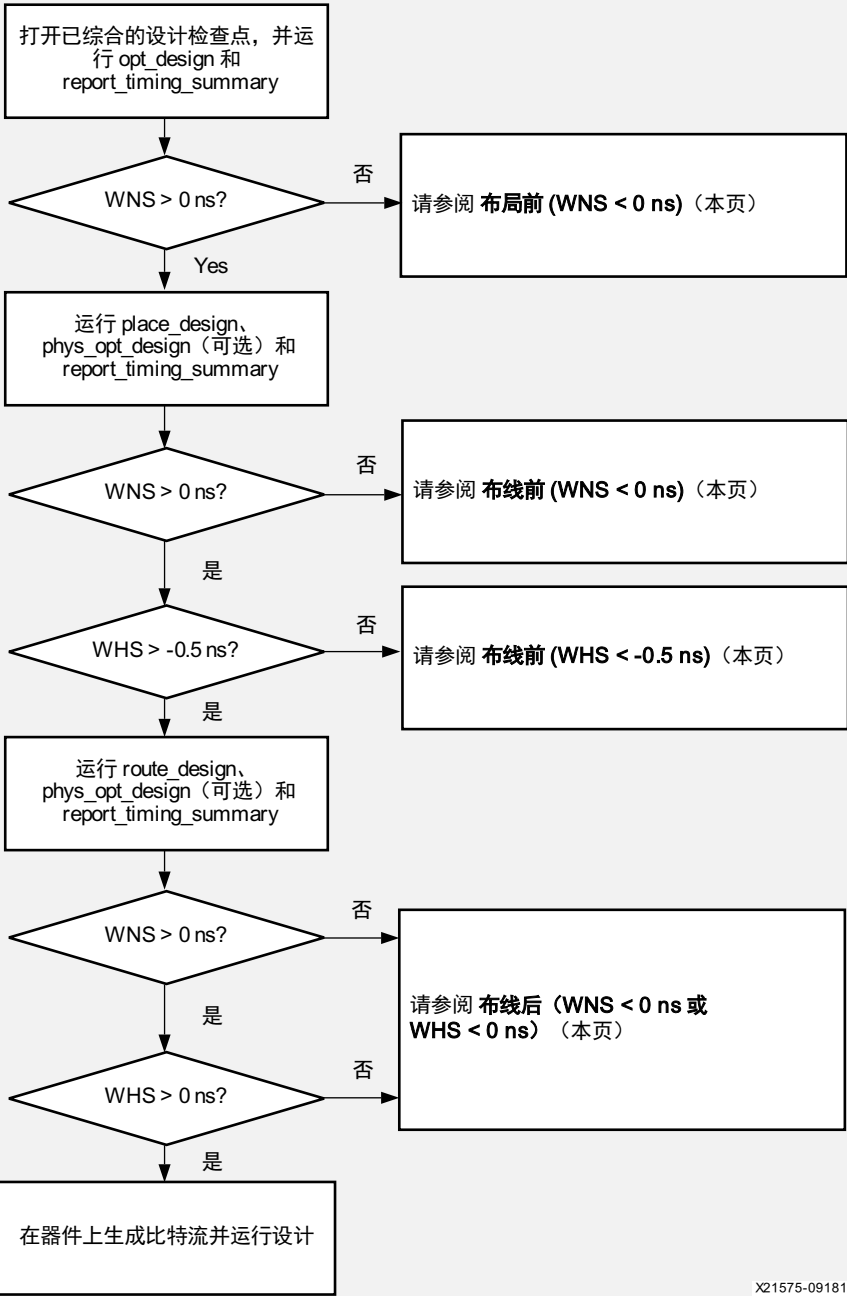 打开已综合的设计检查点，并运
行 opt_design 和
report_timing_summary
WNS > 0 ns?
否
请参阅 布局前 (WNS < 0 ns)（本页）
Yes
运行 place_design、
phys_opt_design（可选）和
report_timing_summary
WNS > 0 ns?
否
请参阅 布线前 (WNS < 0 ns)（本页）
是
WHS > -0.5 ns?
否
请参阅 布线前 (WHS < -0.5 ns)（本页）
是
运行 route_design、
phys_opt_design（可选）和
report_timing_summary
WNS > 0 ns?
否
请参阅 布线后（WNS < 0 ns 或
WHS < 0 ns）（本页）
是
WHS > 0 ns?
否
是
在器件上生成比特流并运行设计
X21575-09181